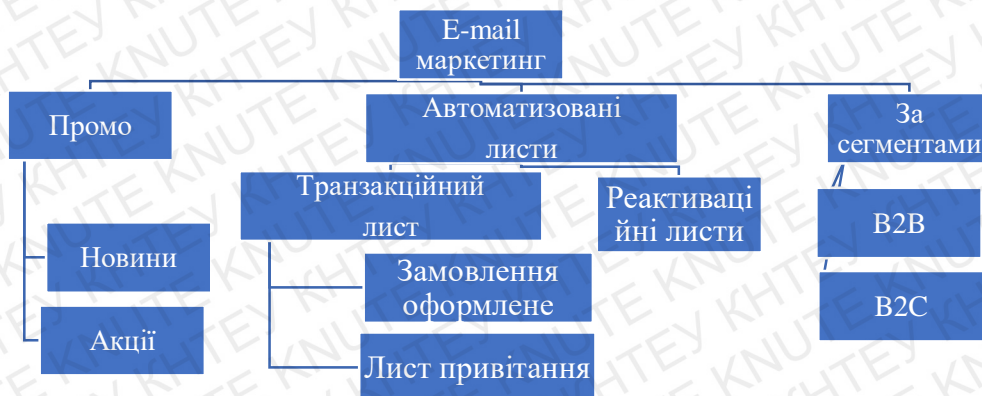 E-mail
маркетинг
Промо
Автоматизовані
листи
За
сегментами
Транзакційний
лист
Реактиваці
йні листи
Новини
Акції
Замовлення
оформлене
Лист привітання
B2B
B2C